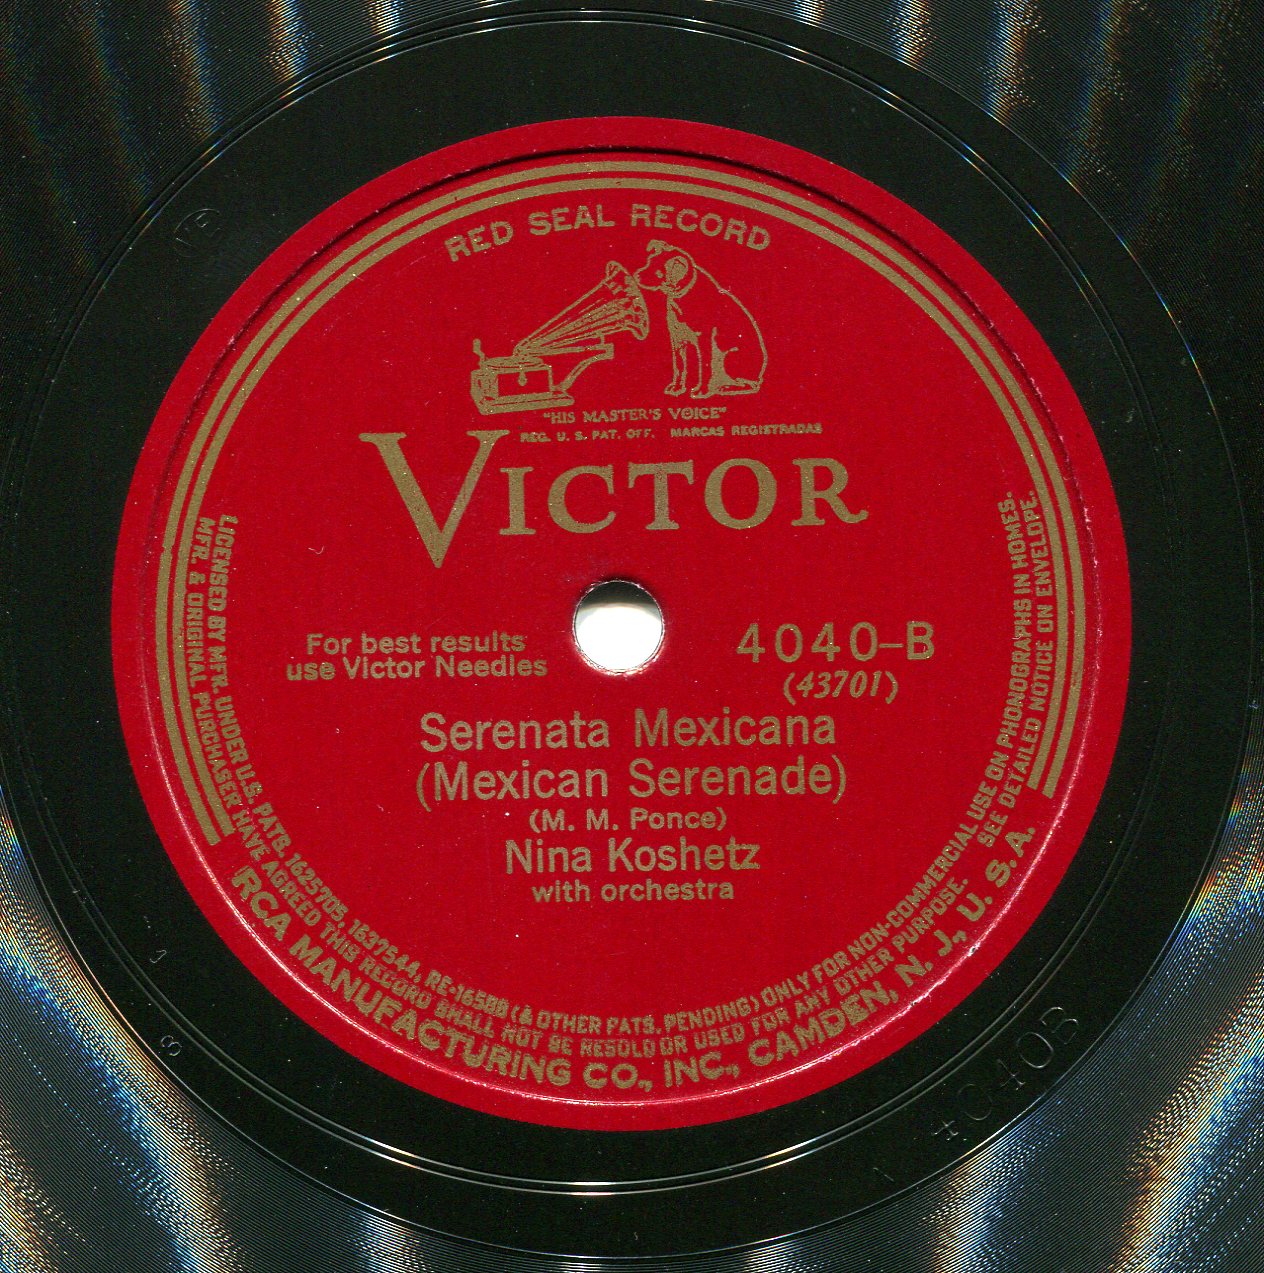 RED SEAL RECORD
"HIS MASTER'S VOICE"
REG. U. S. PAT. OFF. MARCAS REGISTRADAS
VICTOR
For best results
use Victor Needles
4040-B
(43701)
Serenata Mexicana
(Mexican Serenade)
(M. M. Ponce)
Nina Koshetz
with orchestra
LICENSED BY MFR. UNDER U.S. PATS. 1625705, 1637544, RE-16588 (& OTHER PATS. PENDING) ONLY FOR NON-COMMERCIAL USE ON PHONOGRAPHS IN HOMES.
MFR. & ORIGINAL PURCHASER HAVE AGREED THIS RECORD SHALL NOT BE RESOLD OR USED FOR ANY OTHER PURPOSE. SEE DETAILED NOTICE ON ENVELOPE.
RCA MANUFACTURING CO., INC., CAMDEN, N. J., U. S. A.
4040B